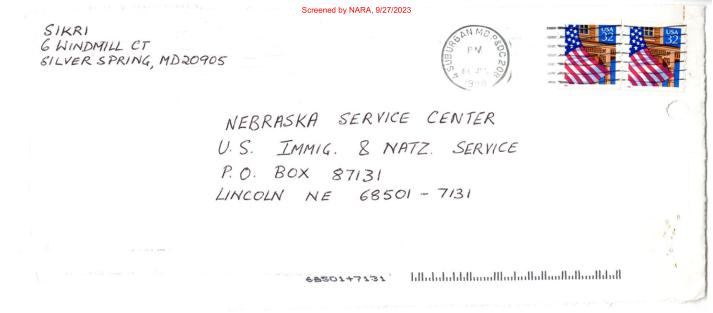 Screened by NARA, 9/27/2023
SIKRI
6 WINDMILL CT
SILVER SPRING, MD 20905
SUBURBAN MD P&DC 208
PM
USA
32
USA
32
NEBRASKA SERVICE CENTER
U.S. IMMIG. & NATZ. SERVICE
P.O. BOX 87131
LINCOLN NE 68501 - 7131
68501+7131